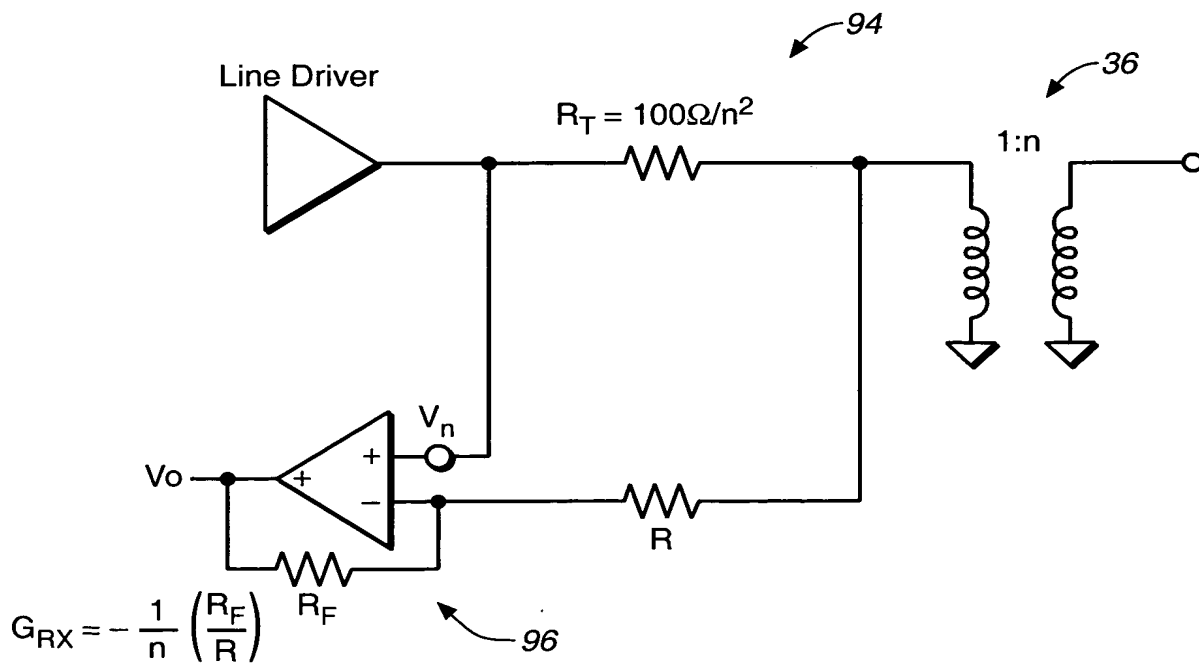 94
36
Line Driver
R_T = 100Ω/n²
1:n
V_n
+
Vo
+
−
R
R_F
G_RX = − 1/n (R_F/R)
96